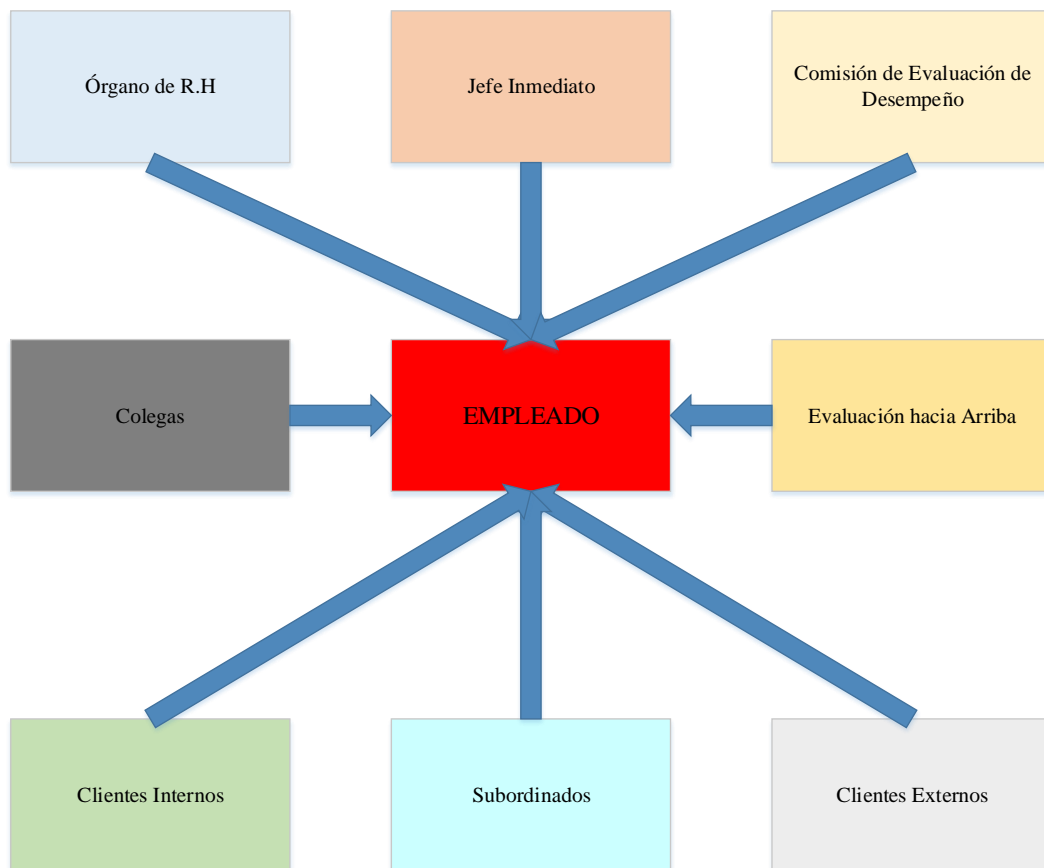 Órgano de R.H
Jefe Inmediato
Comisión de Evaluación de
Desempeño
Colegas
EMPLEADO
Evaluación hacia Arriba
Clientes Internos
Subordinados
Clientes Externos